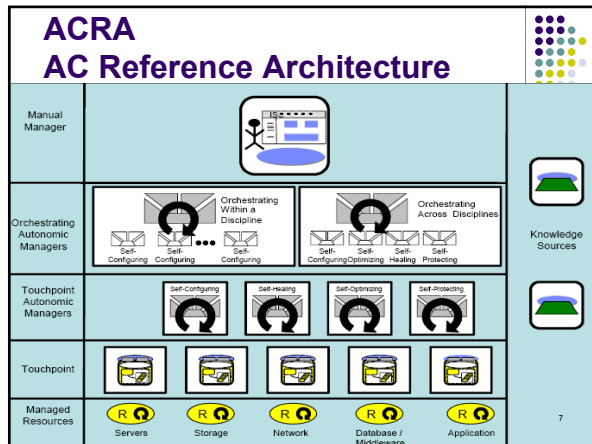 ACRA
AC Reference Architecture
Manual
Manager
Orchestrating
Autonomic
Managers
Orchestrating
Within a
Discipline
Self-
Configuring
Self-
Configuring
Self-
Configuring
Orchestrating
Across Disciplines
Self-
Configuring
Self-
Optimizing
Self-
Healing
Self-
Protecting
Knowledge
Sources
Touchpoint
Autonomic
Managers
Self-Configuring
Self-Healing
Self-Optimizing
Self-Protecting
Touchpoint
Managed
Resources
R
R
R
R
R
Servers
Storage
Network
Database /
Middleware
Application
7